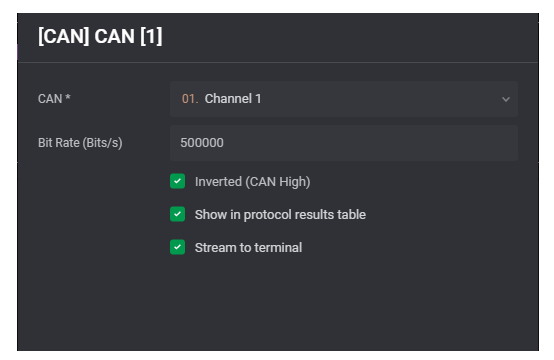 [CAN] CAN [1]
CAN *
01. Channel 1
Bit Rate (Bits/s)
500000
Inverted (CAN High)
Show in protocol results table
Stream to terminal